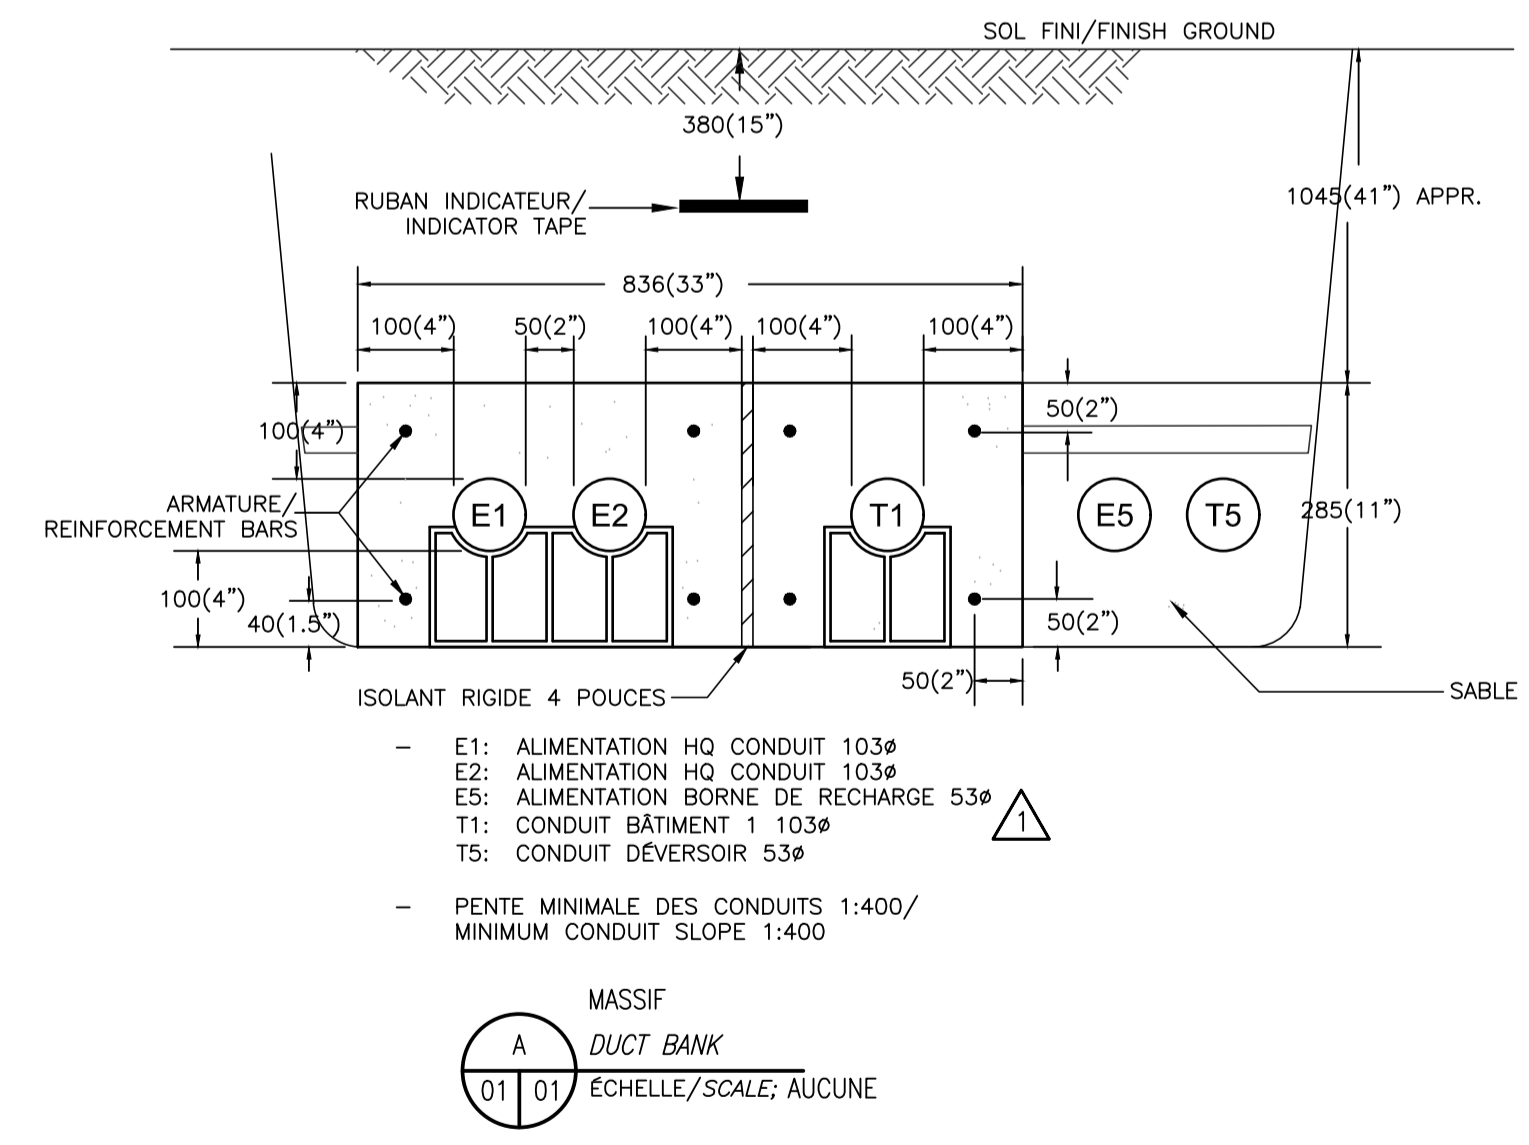 SOL FINI/FINISH GROUND
380(15")
1045(41") APPR.
RUBAN INDICATEUR/
INDICATOR TAPE
836(33")
100(4")
50(2")
100(4")
100(4")
100(4")
50(2")
100(4")
ARMATURE/
REINFORCEMENT BARS
E1
E2
T1
E5
T5
285(11")
100(4")
40(1.5")
50(2")
50(2")
ISOLANT RIGIDE 4 POUCES
SABLE
- E1: ALIMENTATION HQ CONDUIT 103ø
E2: ALIMENTATION HQ CONDUIT 103ø
E5: ALIMENTATION BORNE DE RECHARGE 53ø
T1: CONDUIT BÂTIMENT 1 103ø
1
T5: CONDUIT DÉVERSOIR 53ø
- PENTE MINIMALE DES CONDUITS 1:400/
MINIMUM CONDUIT SLOPE 1:400
MASSIF
A
DUCT BANK
01 01
ÉCHELLE/SCALE; AUCUNE